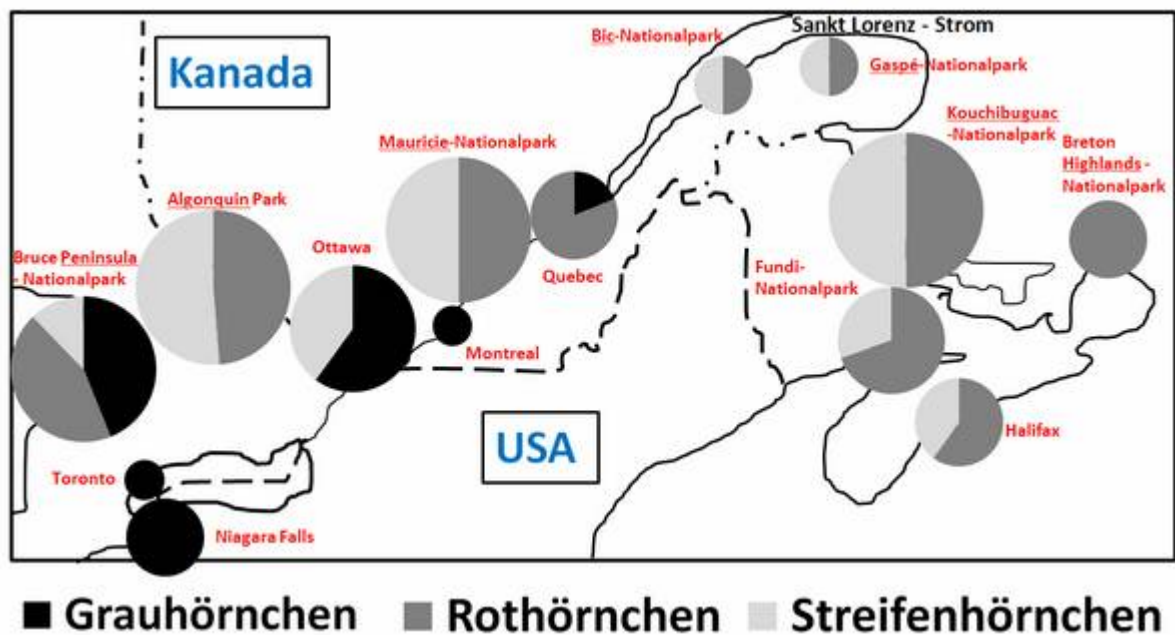 Sankt Lorenz - Strom
Bic-Nationalpark
Kanada
Gaspé-Nationalpark
Kouchibuguac
-Nationalpark
Breton
Highlands -
Nationalpark
Mauricie-Nationalpark
Algonquin Park
Ottawa
Bruce Peninsula
- Nationalpark
Quebec
Fundi-
Nationalpark
Montreal
USA
Halifax
Toronto
Niagara Falls
Grauhörnchen
Rothörnchen
Streifenhörnchen